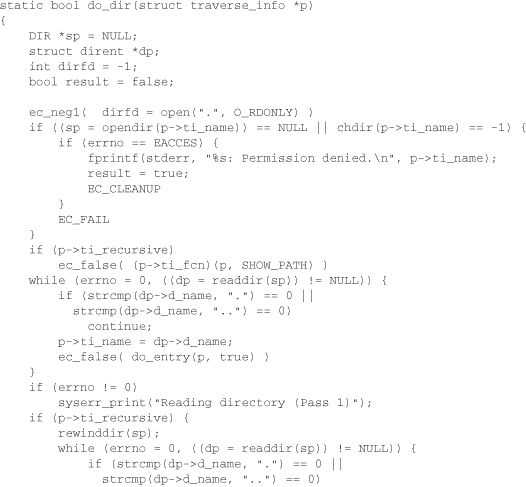 static bool do_dir(struct traverse_info *p)
{
    DIR *sp = NULL;
    struct dirent *dp;
    int dirfd = -1;
    bool result = false;

    ec_neg1(  dirfd = open(".", O_RDONLY) )
    if ((sp = opendir(p->ti_name)) == NULL || chdir(p->ti_name) == -1) {
        if (errno == EACCES) {
            fprintf(stderr, "%s: Permission denied.\n", p->ti_name);
            result = true;
            EC_CLEANUP
        }
        EC_FAIL
    }
    if (p->ti_recursive)
        ec_false( (p->ti_fcn)(p, SHOW_PATH) )
    while (errno = 0, ((dp = readdir(sp)) != NULL)) {
        if (strcmp(dp->d_name, ".") == 0 ||
          strcmp(dp->d_name, "..") == 0)
            continue;
        p->ti_name = dp->d_name;
        ec_false( do_entry(p, true) )
    }
    if (errno != 0)
        syserr_print("Reading directory (Pass 1)");
    if (p->ti_recursive) {
        rewinddir(sp);
        while (errno = 0, ((dp = readdir(sp)) != NULL)) {
            if (strcmp(dp->d_name, ".") == 0 ||
              strcmp(dp->d_name, "..") == 0)